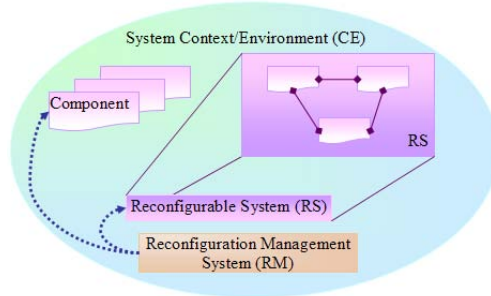 System Context/Environment (CE)
Component
RS
Reconfigurable System (RS)
Reconfiguration Management
System (RM)